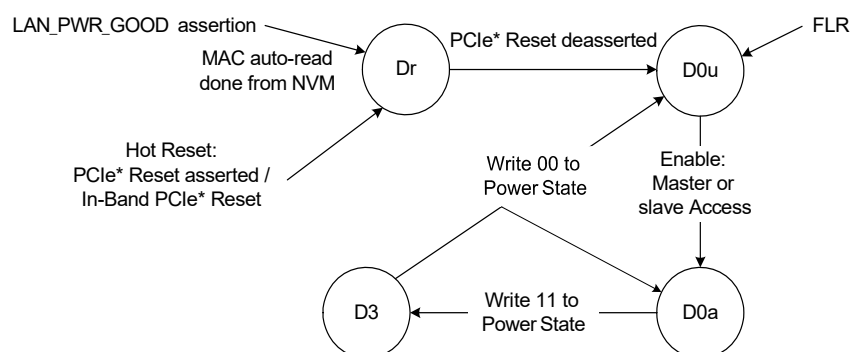 LAN_PWR_GOOD assertion
MAC auto-read
done from NVM
Dr
PCIe* Reset deasserted
D0u
FLR
Hot Reset:
PCIe* Reset asserted /
In-Band PCIe* Reset
Write 00 to
Power State
Enable:
Master or
slave Access
D3
Write 11 to
Power State
D0a